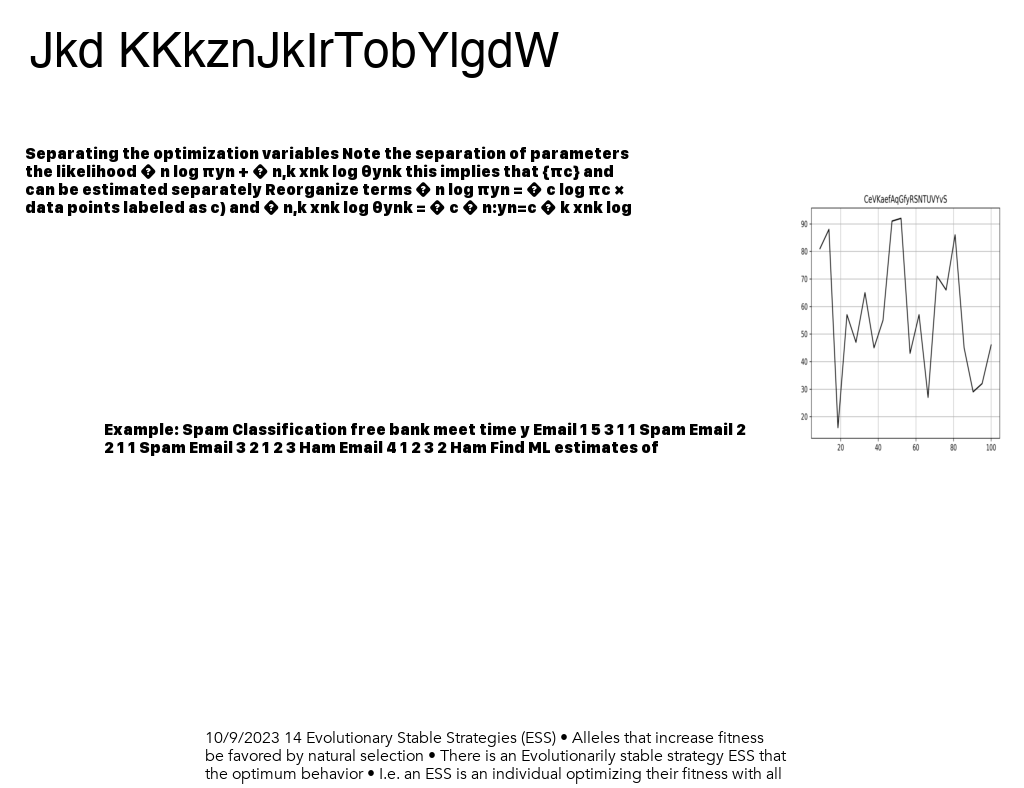 Jkd KKkznJkIrTobYlgdW
Separating the optimization variables Note the separation of parameters
the likelihood � n log πyn + � n,k xnk log θynk this implies that {πc} and
can be estimated separately Reorganize terms � n log πyn = � c log πc ×
data points labeled as c) and � n,k xnk log θynk = � c � n:yn=c � k xnk log
CeVKaefAqGfyRSNTUVYvS
90
80
70
60
50
40
30
20
20 40 60 80 100
Example: Spam Classification free bank meet time y Email 1 5 3 1 1 Spam Email 2
2 1 1 Spam Email 3 2 1 2 3 Ham Email 4 1 2 3 2 Ham Find ML estimates of
10/9/2023 14 Evolutionary Stable Strategies (ESS) • Alleles that increase fitness
be favored by natural selection • There is an Evolutionarily stable strategy ESS that
the optimum behavior • I.e. an ESS is an individual optimizing their fitness with all